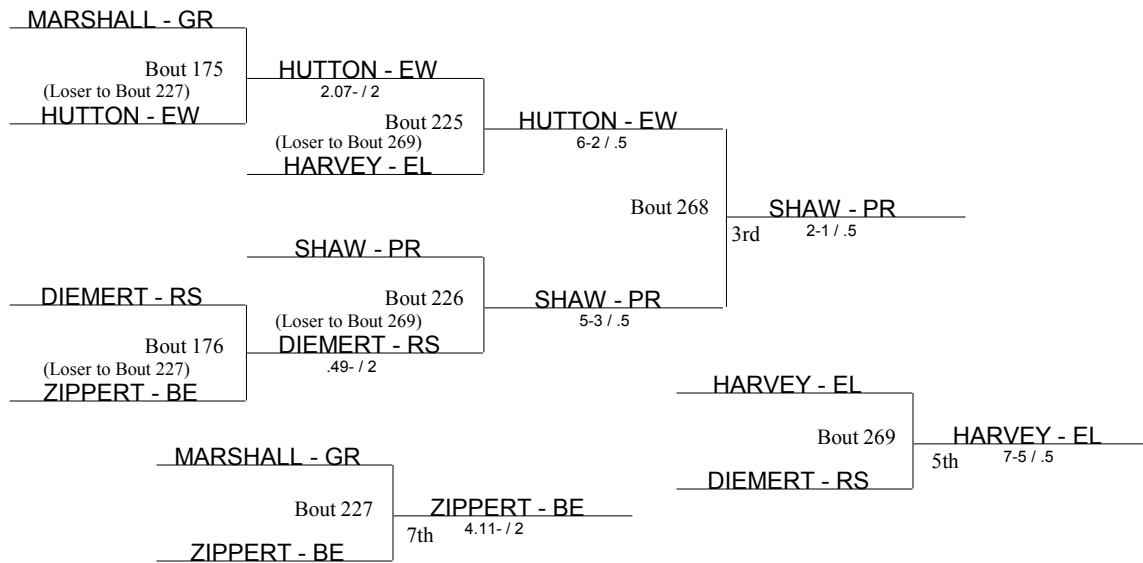 MARSHALL - GR
Bout 175
(Loser to Bout 227)
HUTTON - EW
HUTTON - EW
2.07- / 2
Bout 225
(Loser to Bout 269)
HARVEY - EL
HUTTON - EW
6-2 / .5
Bout 268
SHAW - PR
3rd
2-1 / .5
SHAW - PR
Bout 226
(Loser to Bout 269)
DIEMERT - RS
.49- / 2
SHAW - PR
5-3 / .5
DIEMERT - RS
Bout 176
(Loser to Bout 227)
ZIPPERT - BE
HARVEY - EL
Bout 269
DIEMERT - RS
HARVEY - EL
5th
7-5 / .5
MARSHALL - GR
Bout 227
ZIPPERT - BE
ZIPPERT - BE
7th
4.11- / 2